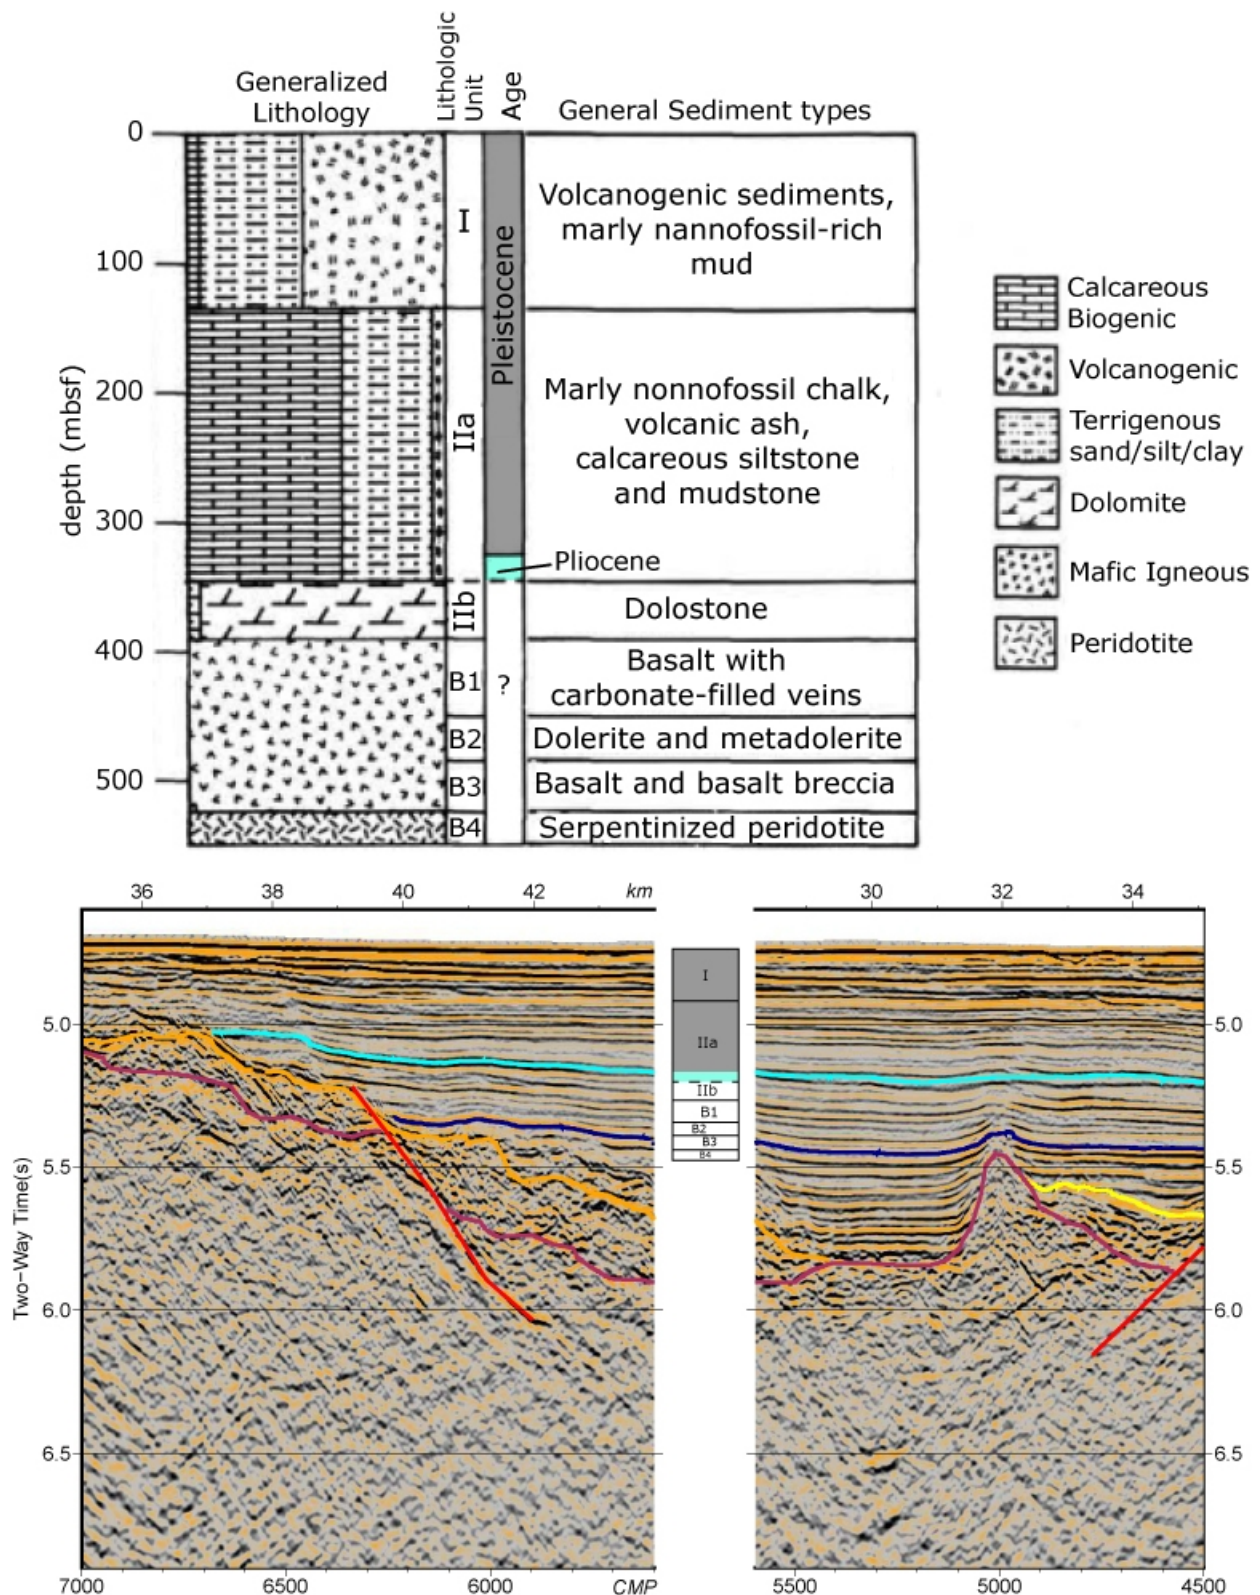 Generalized
Lithology
Lithologic
Unit
Age
General Sediment types
0
100
200
300
400
500
depth (mbsf)
I
IIa
IIb
B1
B2
B3
B4
Pleistocene
Pliocene
?
Volcanogenic sediments,
marly nannofossil-rich
mud
Marly nonnofossil chalk,
volcanic ash,
calcareous siltstone
and mudstone
Dolostone
Basalt with
carbonate-filled veins
Dolerite and metadolerite
Basalt and basalt breccia
Serpentinized peridotite
Calcareous
Biogenic
Volcanogenic
Terrigenous
sand/silt/clay
Dolomite
Mafic Igneous
Peridotite
36 38 40 42 km
30 32 34
Two-Way Time(s)
5.0
5.5
6.0
6.5
I
IIa
IIb
B1
B2
B3
B4
5.0
5.5
6.0
6.5
7000 6500 6000 CMP
5500 5000 4500